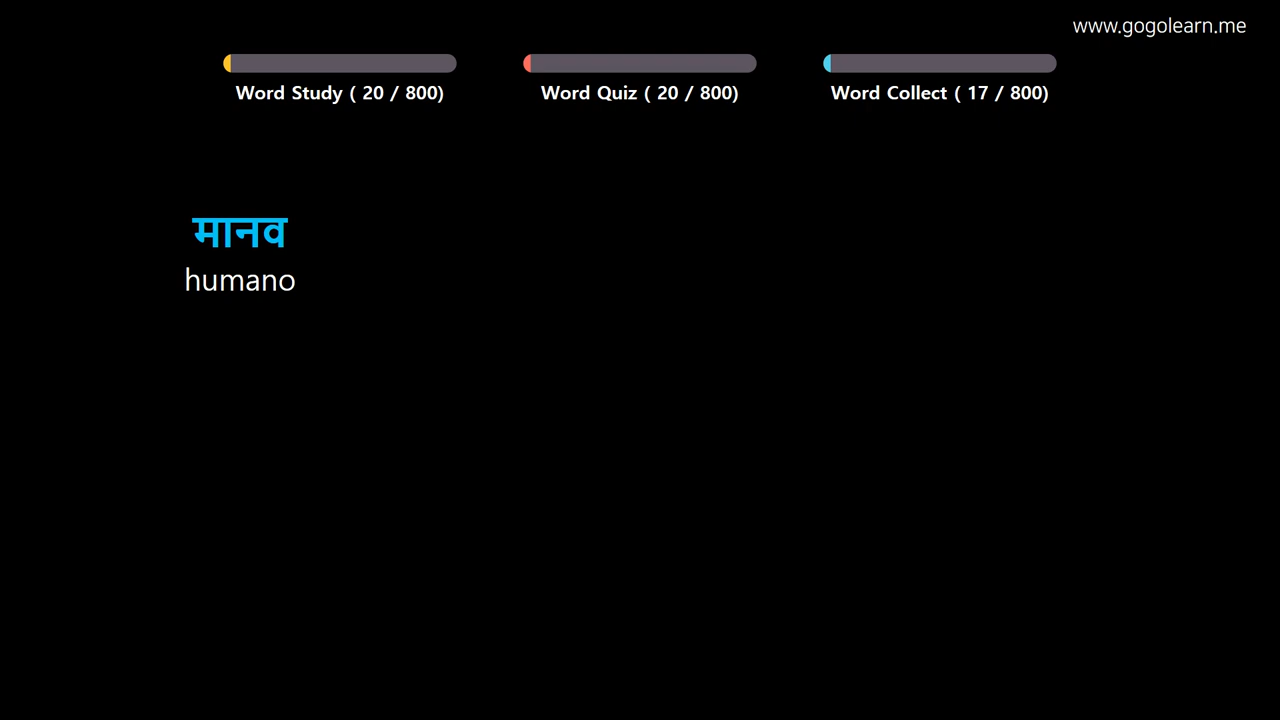 www.gogolearn.me
Word Study ( 20 / 800)
Word Quiz ( 20 / 800)
Word Collect ( 17 / 800)
मानव
humano